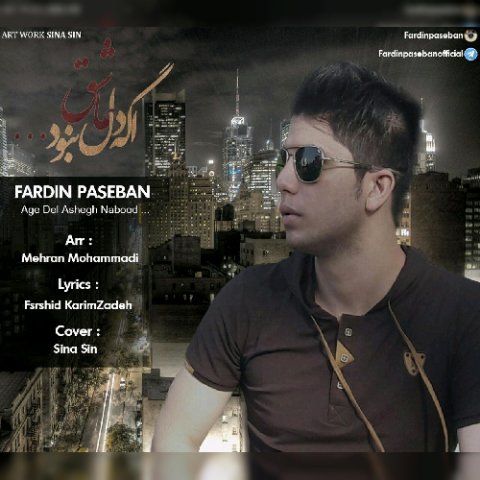 ART WORK SINA SIN
Fardinpaseban
Fardinpasebanofficial
اگه دل عاشق
نبود ...
FARDIN PASEBAN
Age Del Ashegh Nabood ...
Arr :
Mehran Mohammadi
Lyrics :
Fsrshid KarimZadeh
Cover :
Sina Sin